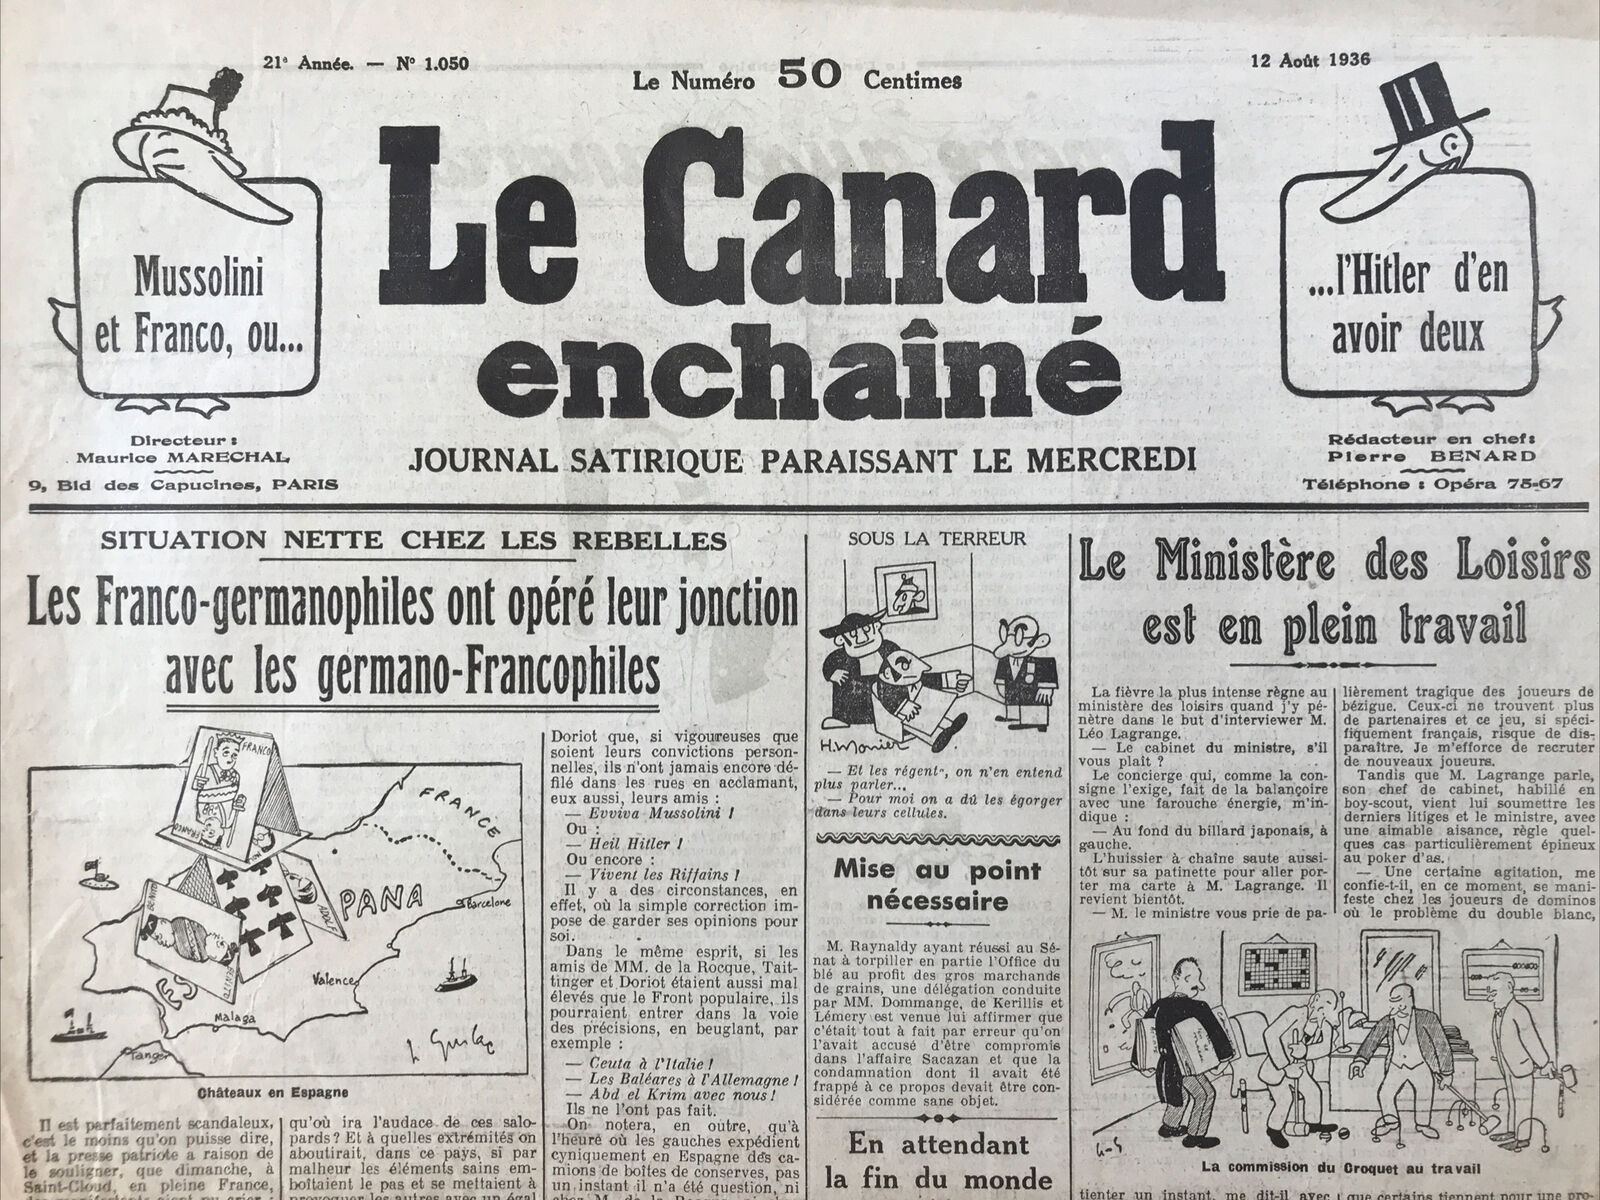 21e Année. — N° 1.050
Le Numéro 50 Centimes
12 Août 1936
Mussolini
et Franco, ou...
Le Canard
enchaîné
...l'Hitler d'en
avoir deux
Directeur :
Maurice MARECHAL
9, Bld des Capucines, PARIS
JOURNAL SATIRIQUE PARAISSANT LE MERCREDI
Rédacteur en chef :
Pierre BENARD
Téléphone : Opéra 75-67
SITUATION NETTE CHEZ LES REBELLES
Les Franco-germanophiles ont opéré leur jonction
avec les germano-Francophiles
FRANCO
FRANCO
FRANCE
PANA
ES
ADOLF
BENITO
Barcelone
Valence
Malaga
Tanger
Châteaux en Espagne
Il est parfaitement scandaleux,
c'est le moins qu'on puisse dire,
et la presse patriote a raison de
le souligner, que dimanche, à
Saint-Cloud, en pleine France,
qu'où ira l'audace de ces salo-
pards ? Et à quelles extrémités on
aboutirait, dans ce pays, si par
malheur les éléments sains em-
boîtaient le pas et se mettaient à
provoquer les autres avec un égal
Doriot que, si vigoureuses que
soient leurs convictions person-
nelles, ils n'ont jamais encore dé-
filé dans les rues en acclamant,
eux aussi, leurs amis :
— Evviva Mussolini !
Ou :
— Heil Hitler !
Ou encore :
— Vivent les Riffains !
Il y a des circonstances, en
effet, où la simple correction im-
pose de garder ses opinions pour
soi.
Dans le même esprit, si les
amis de MM. de la Rocque, Tait-
tinger et Doriot étaient aussi mal
élevés que le Front populaire, ils
pourraient entrer dans la voie
des précisions, en beuglant, par
exemple :
— Ceuta à l'Italie !
— Les Baléares à l'Allemagne !
— Abd el Krim avec nous !
Ils ne l'ont pas fait.
On notera, en outre, qu'à
l'heure où les gauches expédient
cyniquement en Espagne des ca-
mions de boîtes de conserves, pas
un instant il n'a été question, ni
SOUS LA TERREUR
H. Monier
— Et les régents, on n'en entend
plus parler...
— Pour moi on a dû les égorger
dans leurs cellules.
Mise au point
nécessaire
M. Raynaldy ayant réussi au Sé-
nat à torpiller en partie l'Office du
blé au profit des gros marchands
de grains, une délégation conduite
par MM. Dommange, de Kerillis et
Lémery est venue lui affirmer que
c'était tout à fait par erreur qu'on
l'avait accusé d'être compromis
dans l'affaire Sacazan et que la
condamnation dont il avait été
frappé à ce propos devait être con-
sidérée comme sans objet.
En attendant
la fin du monde
Le Ministère des Loisirs
est en plein travail
La fièvre la plus intense règne au
ministère des loisirs quand j'y pé-
nètre dans le but d'interviewer M.
Léo Lagrange.
— Le cabinet du ministre, s'il
vous plaît ?
Le concierge qui, comme la con-
signe l'exige, fait de la balançoire
avec une farouche énergie, m'in-
dique :
— Au fond du billard japonais, à
gauche.
L'huissier à chaîne saute aussi-
tôt sur sa patinette pour aller por-
ter ma carte à M. Lagrange. Il
revient bientôt.
— M. le ministre vous prie de pa-
lièrement tragique des joueurs de
bézigue. Ceux-ci ne trouvent plus
de partenaires et ce jeu, si spéci-
fiquement français, risque de dis-
paraître. Je m'efforce de recruter
de nouveaux joueurs.
Tandis que M. Lagrange parle,
son chef de cabinet, habillé en
boy-scout, vient lui soumettre les
derniers litiges et le ministre, avec
une aimable aisance, règle quel-
ques cas particulièrement épineux
au poker d'as.
— Une certaine agitation, me
confie-t-il, en ce moment, se mani-
feste chez les joueurs de dominos
où le problème du double blanc,
La commission du Croquet au travail
tienter un instant, me dit-il avec
que certains tiennent pour une pro-